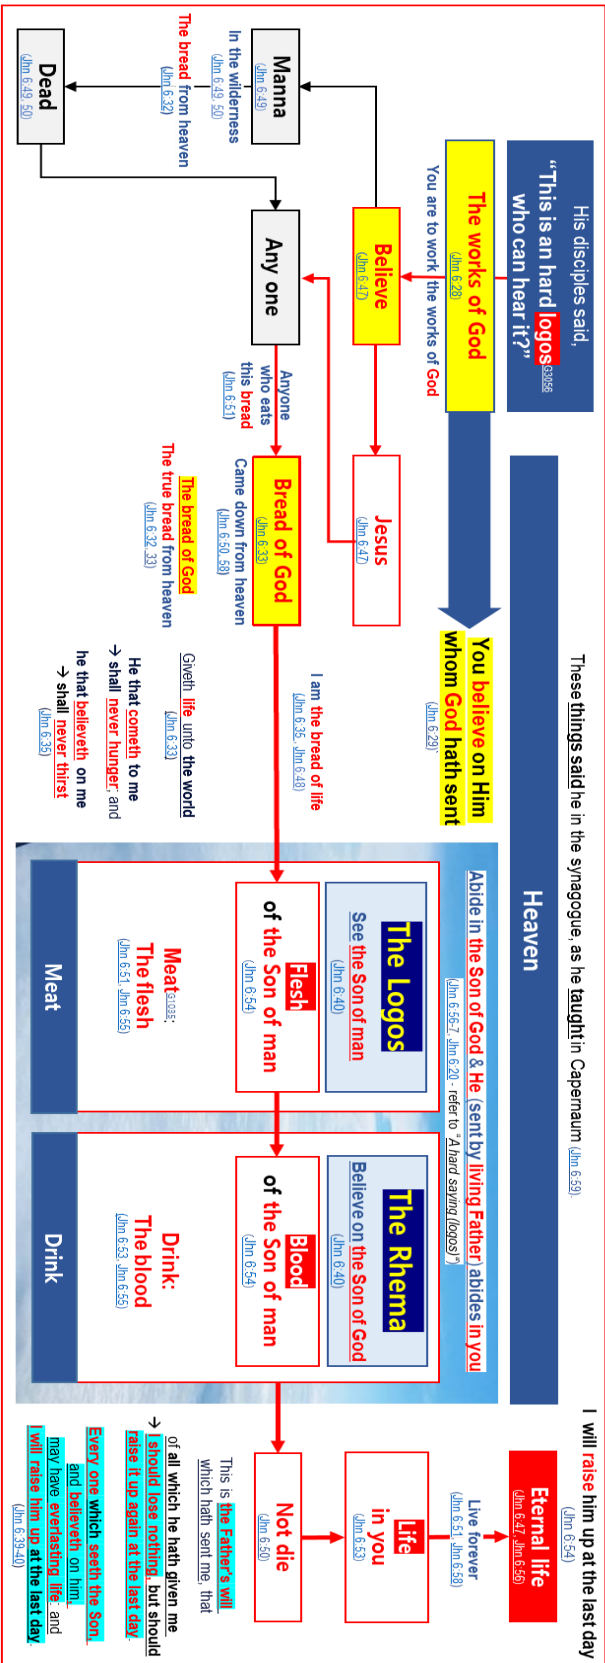 These things said he in the synagogue, as he taught in Capernaum (Jhn 6:59).
I will raise him up at the last day
(Jhn 6:54)
His disciples said,
“This is an hard logosG3056
who can hear it?”
Heaven
Eternal life
(Jhn 6:47, Jhn 6:56)
The works of God
(Jhn 6:28)
You are to work the works of God
You believe on Him
whom God hath sent
(Jhn 6:29)`
Abide in the Son of God & He (sent by living Father) abides in you
(Jhn 6:56-7, Jhn 6:20 - refer to “A hard saying (logos)”)
Live forever
(Jhn 6:51, Jhn 6:58)
Believe
(Jhn 6:47)
Jesus
(Jhn 6:47)
The Logos
See the Son of man
(Jhn 6:40)
The Rhema
Believe on the Son of God
(Jhn 6:40)
Life
in you
(Jhn 6:53)
Manna
(Jhn 6:49)
In the wilderness
(Jhn 6:49, 50)
The bread from heaven
(Jhn 6:32)
Dead
(Jhn 6:49, 50)
Any one
Anyone
who eats
this bread
(Jhn 6:51)
Bread of God
(Jhn 6:33)
Came down from heaven
(Jhn 6:50, 58)
The bread of God
The true bread from heaven
(Jhn 6:32, 33)
I am the bread of life
(Jhn 6:35, Jhn 6:48)
Giveth life unto the world
(Jhn 6:33)
He that cometh to me
→ shall never hunger; and
he that believeth on me
→ shall never thirst
(Jhn 6:35)
Flesh
of the Son of man
(Jhn 6:54)
Blood
of the Son of man
(Jhn 6:54)
Not die
(Jhn 6:50)
MeatG1035:
The flesh
(Jhn 6:51, Jhn 6:55)
Drink:
The blood
(Jhn 6:53, Jhn 6:55)
Meat
Drink
This is the Father's will
which hath sent me, that
of all which he hath given me
→ I should lose nothing, but should
raise it up again at the last day.
Every one which seeth the Son,
and believeth on him,
may have everlasting life: and
I will raise him up at the last day.
(Jhn 6:39-40)